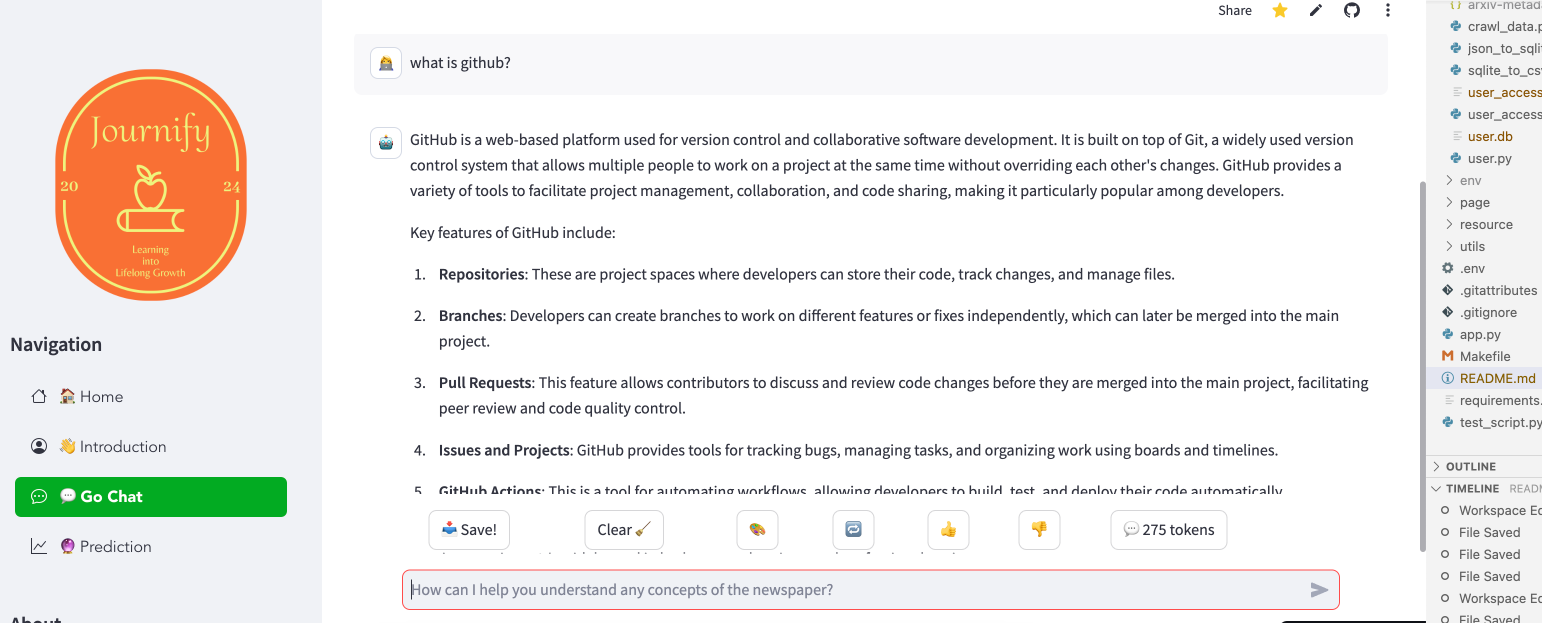 Share
Journify
20
24
Learning
into
Lifelong Growth
Navigation
Home
Introduction
Go Chat
Prediction
About
what is github?
GitHub is a web-based platform used for version control and collaborative software development. It is built on top of Git, a widely used version
control system that allows multiple people to work on a project at the same time without overriding each other's changes. GitHub provides a
variety of tools to facilitate project management, collaboration, and code sharing, making it particularly popular among developers.
Key features of GitHub include:
1. Repositories: These are project spaces where developers can store their code, track changes, and manage files.
2. Branches: Developers can create branches to work on different features or fixes independently, which can later be merged into the main
project.
3. Pull Requests: This feature allows contributors to discuss and review code changes before they are merged into the main project, facilitating
peer review and code quality control.
4. Issues and Projects: GitHub provides tools for tracking bugs, managing tasks, and organizing work using boards and timelines.
5. GitHub Actions: This is a tool for automating workflows, allowing developers to build, test, and deploy their code automatically
Save!
Clear
275 tokens
How can I help you understand any concepts of the newspaper?
arxiv-metad
crawl_data.p
json_to_sqli
sqlite_to_cs
user_access
user_access
user.db
user.py
env
page
resource
utils
.env
.gitattributes
.gitignore
app.py
Makefile
README.md
requirements.
test_script.py
OUTLINE
TIMELINE READM
Workspace Ed
File Saved
File Saved
File Saved
Workspace Ed
File Saved